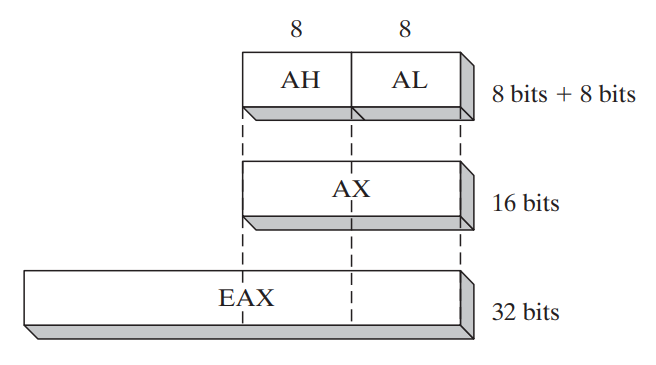 8 8
AH AL
8 bits + 8 bits
AX
16 bits
EAX
32 bits